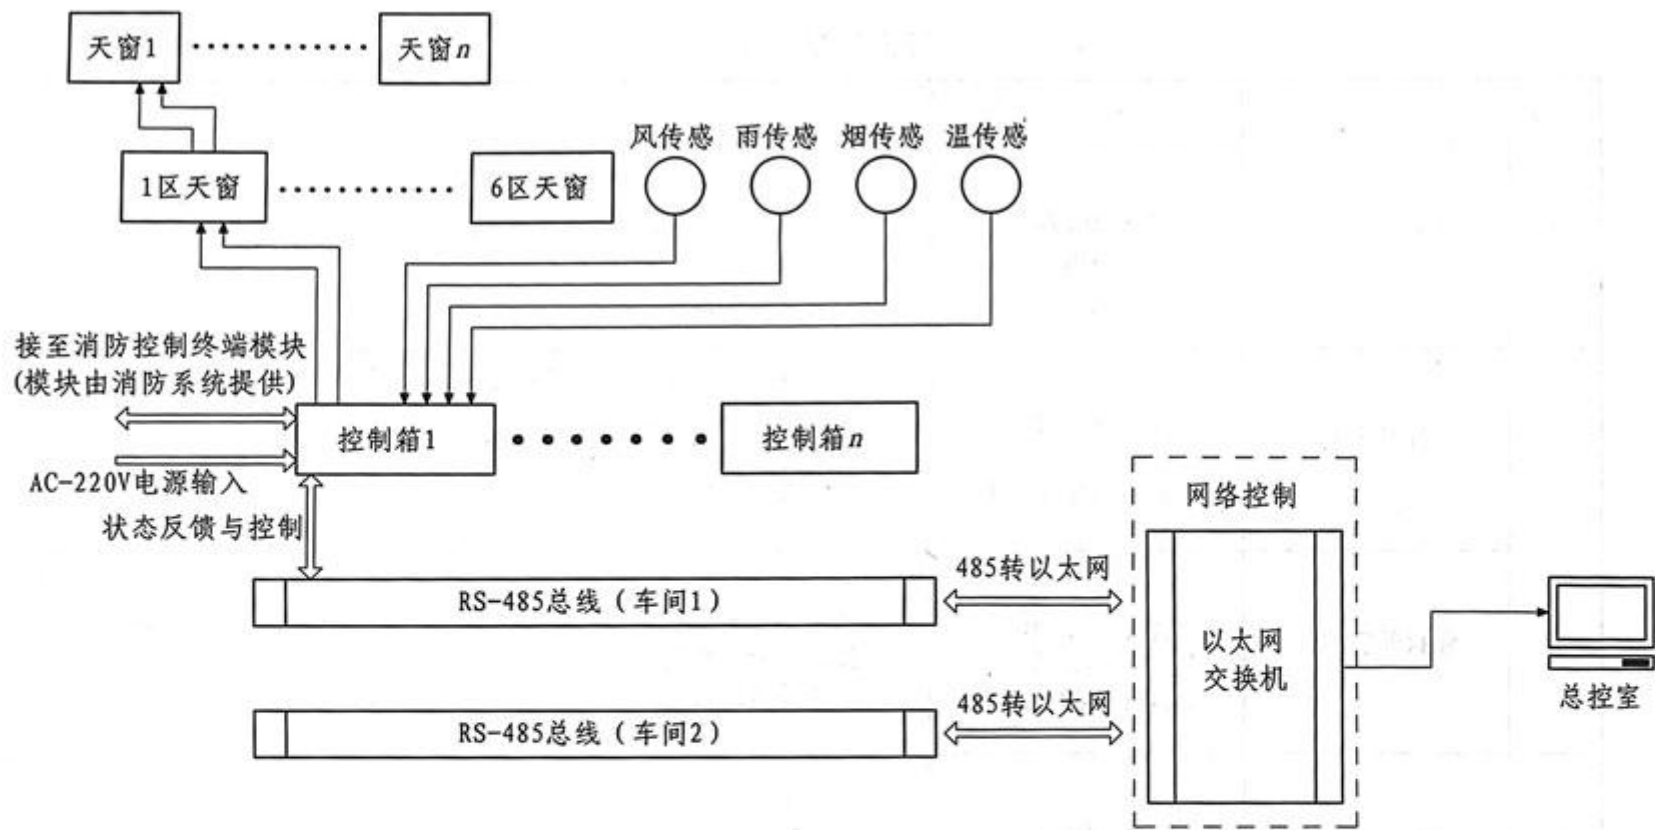 天窗1
天窗n
风传感
雨传感
烟传感
温传感
1区天窗
6区天窗
接至消防控制终端模块
(模块由消防系统提供)
控制箱1
控制箱n
AC-220V电源输入
状态反馈与控制
网络控制
485转以太网
RS-485总线（车间1）
以太网
交换机
485转以太网
RS-485总线（车间2）
总控室